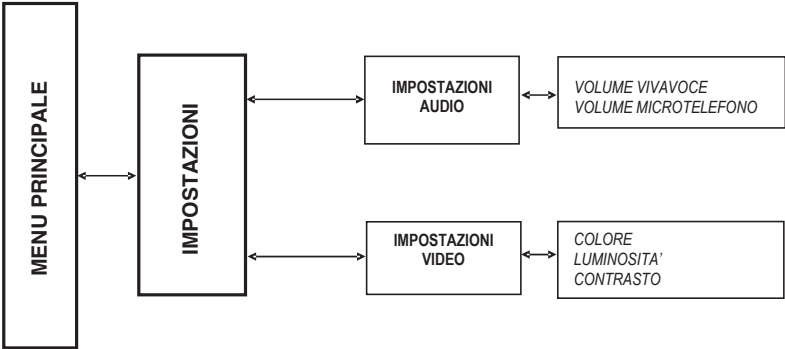 MENU PRINCIPALE
IMPOSTAZIONI
IMPOSTAZIONI
AUDIO
VOLUME VIVAVOCE
VOLUME MICROTELEFONO
IMPOSTAZIONI
VIDEO
COLORE
LUMINOSITA’
CONTRASTO